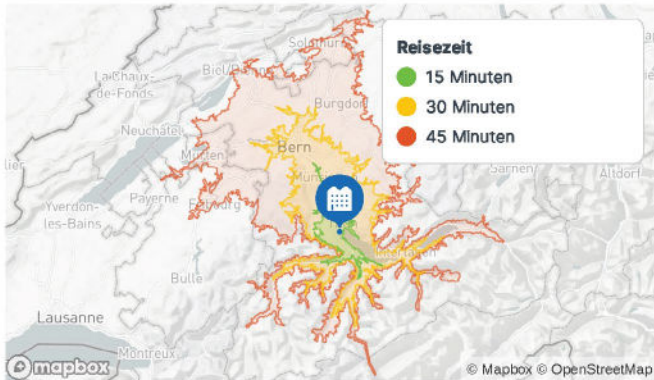 Solothurn
Reisezeit
15 Minuten
30 Minuten
45 Minuten
La Chaux-
de-Fonds
Biel/Bienne
Burgdorf
Neuchâtel
Bern
Murten
Sarnen
Altdorf
Payerne
Fribourg
Yverdon-
les-Bains
Interlaken
Bulle
Lausanne
Montreux
mapbox
© Mapbox © OpenStreetMap